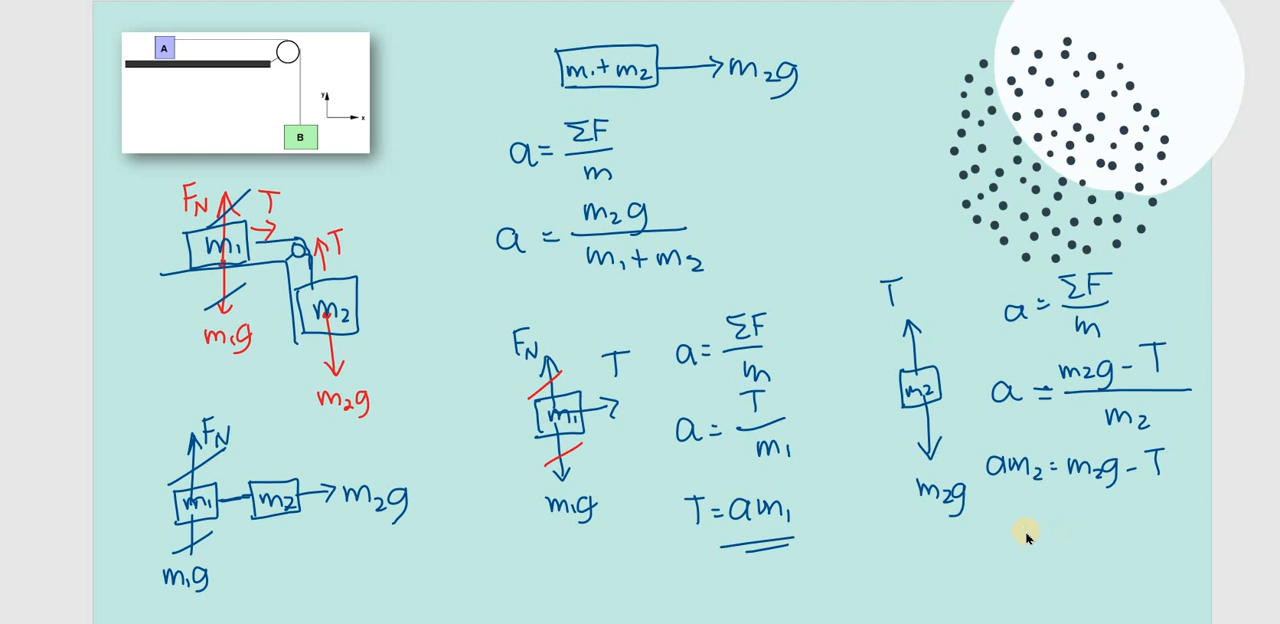 A
y
x
B
F_N
T
m₁
T
m₂
m₁g
m₂g
F_N
m₁
m₂
m₂g
m₁g
m₁+m₂
m₂g
a = ΣF/m
a = m₂g/(m₁+m₂)
F_N
T
m₁
m₁g
a = ΣF/m
a = T/m₁
T = am₁
T
m₂
m₂g
a = ΣF/m
a = (m₂g - T)/m₂
am₂ = m₂g - T